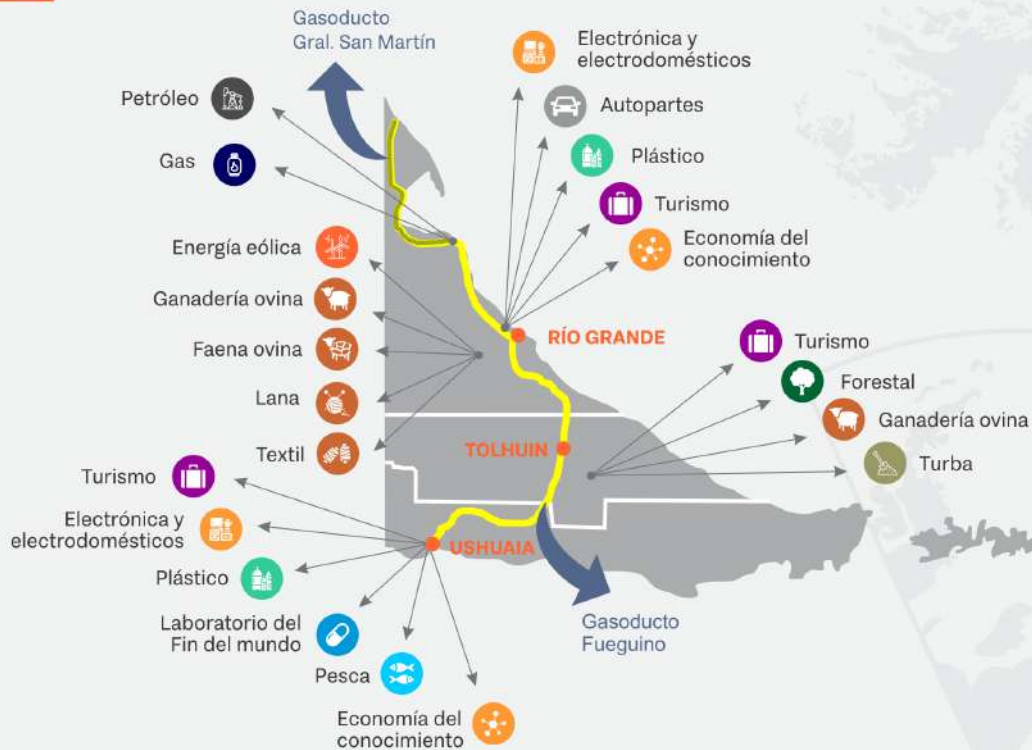 Gasoducto
Gral. San Martín
Petróleo
Gas
Energía eólica
Ganadería ovina
Faena ovina
Lana
Textil
Electrónica y
electrodomésticos
Autopartes
Plástico
Turismo
Economía del
conocimiento
RÍO GRANDE
Turismo
Forestal
Ganadería ovina
Turba
TOLHUIN
Turismo
Electrónica y
electrodomésticos
Plástico
Laboratorio del
Fin del mundo
Pesca
Economía del
conocimiento
USHUAIA
Gasoducto
Fueguino